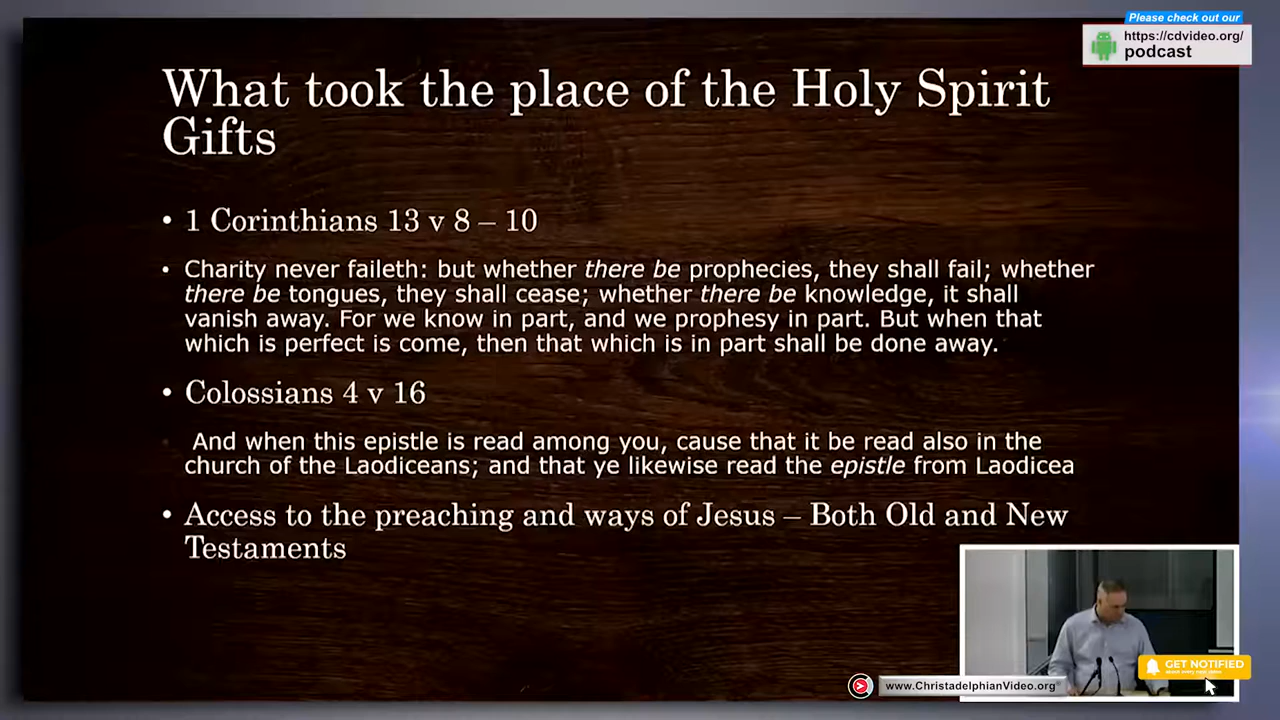 Please check out our
https://cdvideo.org/
podcast
What took the place of the Holy Spirit
Gifts
• 1 Corinthians 13 v 8 – 10
• Charity never faileth: but whether there be prophecies, they shall fail; whether
there be tongues, they shall cease; whether there be knowledge, it shall
vanish away. For we know in part, and we prophesy in part. But when that
which is perfect is come, then that which is in part shall be done away.
• Colossians 4 v 16
And when this epistle is read among you, cause that it be read also in the
church of the Laodiceans; and that ye likewise read the epistle from Laodicea
• Access to the preaching and ways of Jesus – Both Old and New
Testaments
GET NOTIFIED
www.ChristadelphianVideo.org